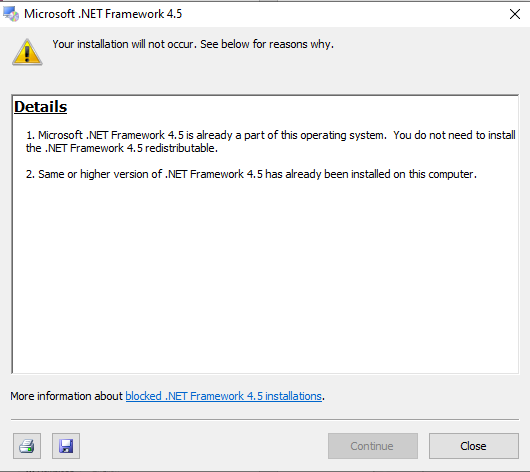 Microsoft .NET Framework 4.5
Your installation will not occur. See below for reasons why.
Details
1. Microsoft .NET Framework 4.5 is already a part of this operating system. You do not need to install
the .NET Framework 4.5 redistributable.
2. Same or higher version of .NET Framework 4.5 has already been installed on this computer.
More information about blocked .NET Framework 4.5 installations.
Continue
Close